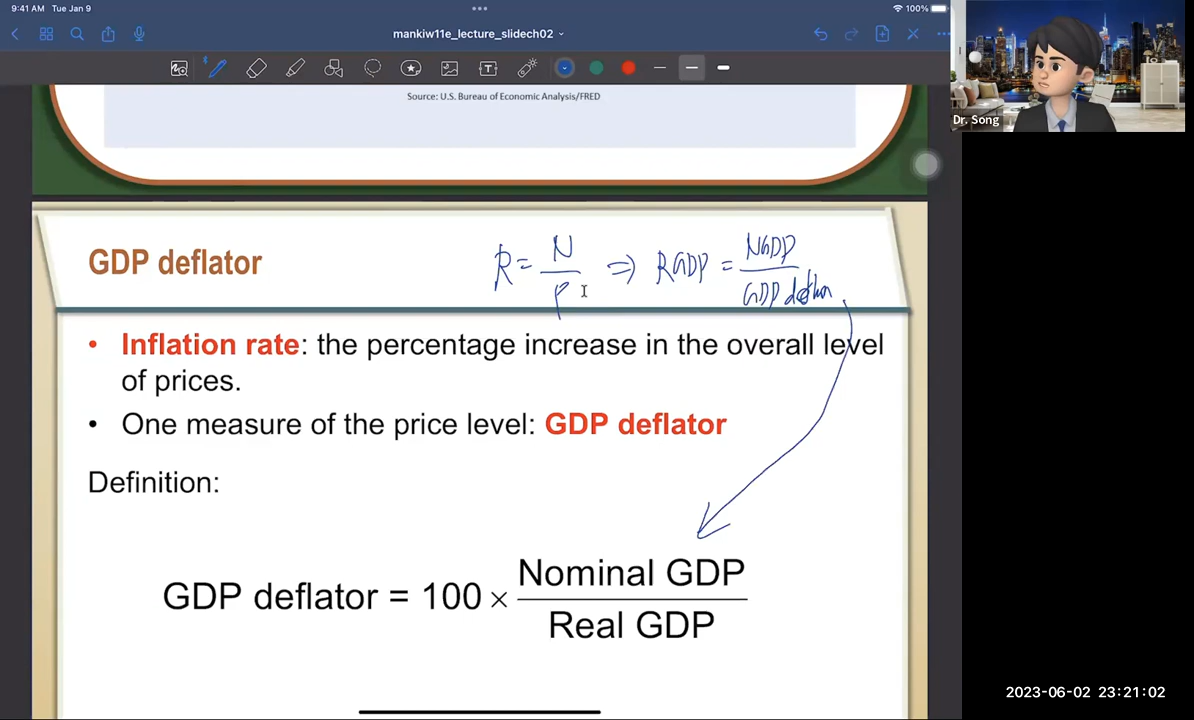 9:41 AM Tue Jan 9
100%
mankiw11e_lecture_slidech02
Dr. Song
Source: U.S. Bureau of Economic Analysis/FRED
GDP deflator
R = N / P ⇒ RGDP = NGDP / GDP deflator
• Inflation rate: the percentage increase in the overall level
of prices.
• One measure of the price level: GDP deflator
Definition:
GDP deflator = 100 × Nominal GDP / Real GDP
2023-06-02 23:21:02